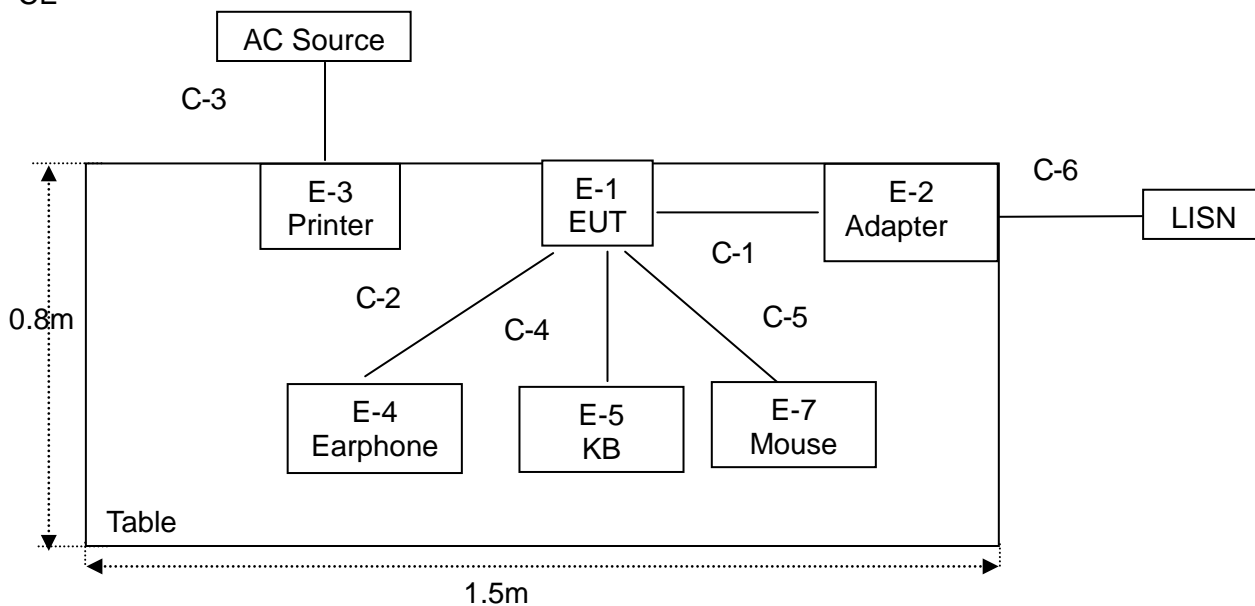 CE
AC Source
C-3
E-3
Printer
E-1
EUT
E-2
Adapter
C-6
LISN
C-1
C-2
C-4
C-5
0.8m
E-4
Earphone
E-5
KB
E-7
Mouse
Table
1.5m